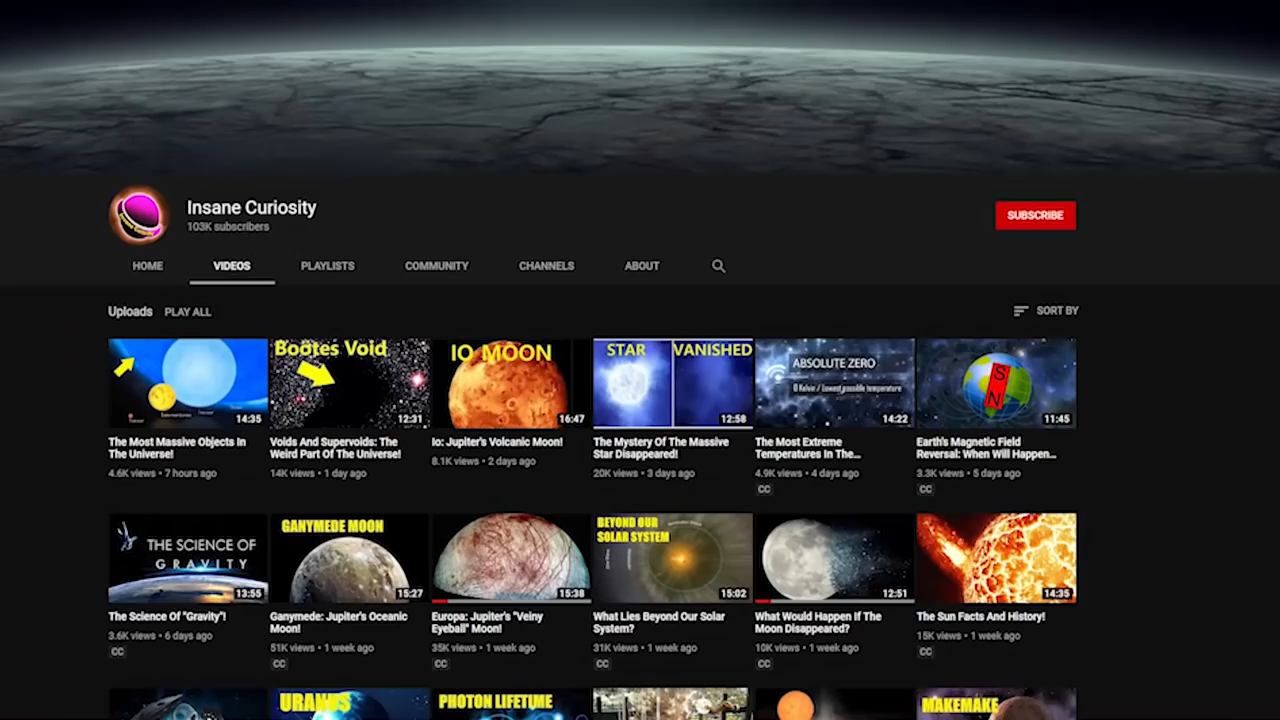 Insane Curiosity
103K subscribers
SUBSCRIBE
HOME VIDEOS PLAYLISTS COMMUNITY CHANNELS ABOUT
Uploads PLAY ALL SORT BY
14:35
Bootes Void
12:31
IO MOON
16:47
STAR VANISHED
12:58
ABSOLUTE ZERO
0 Kelvin / Lowest possible temperature
14:22
S
N
11:45
The Most Massive Objects In
The Universe!
4.6K views • 7 hours ago
Voids And Supervoids: The
Weird Part Of The Universe!
14K views • 1 day ago
Io: Jupiter's Volcanic Moon!
8.1K views • 2 days ago
The Mystery Of The Massive
Star Disappeared!
20K views • 3 days ago
The Most Extreme
Temperatures In The...
4.9K views • 4 days ago
CC
Earth's Magnetic Field
Reversal: When Will Happen...
3.3K views • 5 days ago
CC
THE SCIENCE OF
GRAVITY
13:55
GANYMEDE MOON
15:27
15:38
BEYOND OUR
SOLAR SYSTEM
15:02
12:51
14:35
The Science Of "Gravity"!
3.6K views • 6 days ago
CC
Ganymede: Jupiter's Oceanic
Moon!
51K views • 1 week ago
CC
Europa: Jupiter's "Veiny
Eyeball" Moon!
35K views • 1 week ago
CC
What Lies Beyond Our Solar
System?
31K views • 1 week ago
CC
What Would Happen If The
Moon Disappeared?
10K views • 1 week ago
CC
The Sun Facts And History!
15K views • 1 week ago
CC
URANUS
PHOTON LIFETIME
MAKEMAKE